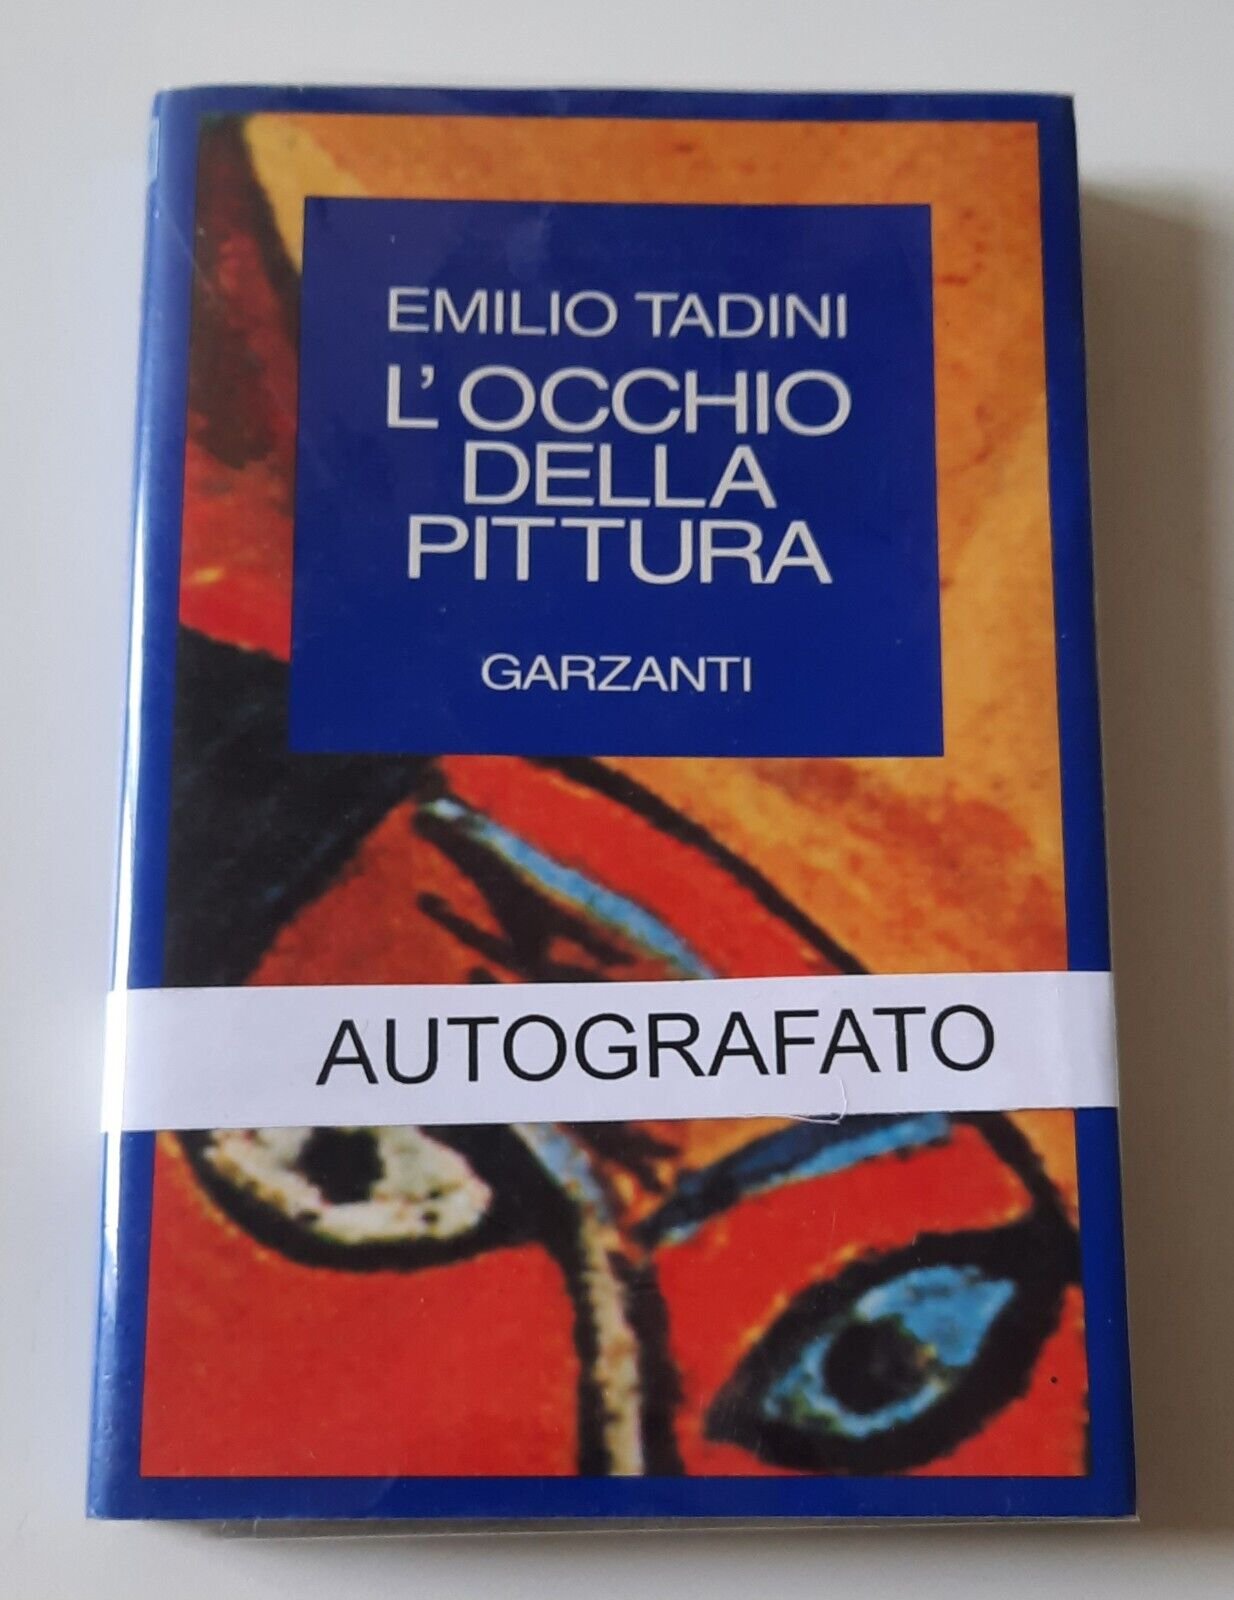 EMILIO TADINI
L'OCCHIO
DELLA
PITTURA
GARZANTI
AUTOGRAFATO